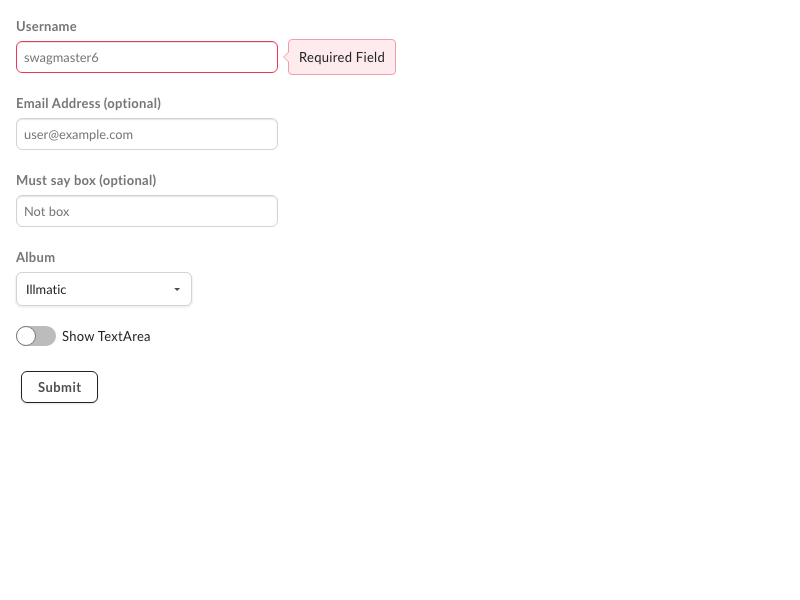 Username
swagmaster6
Required Field
Email Address (optional)
user@example.com
Must say box (optional)
Not box
Album
Illmatic
Show TextArea
Submit